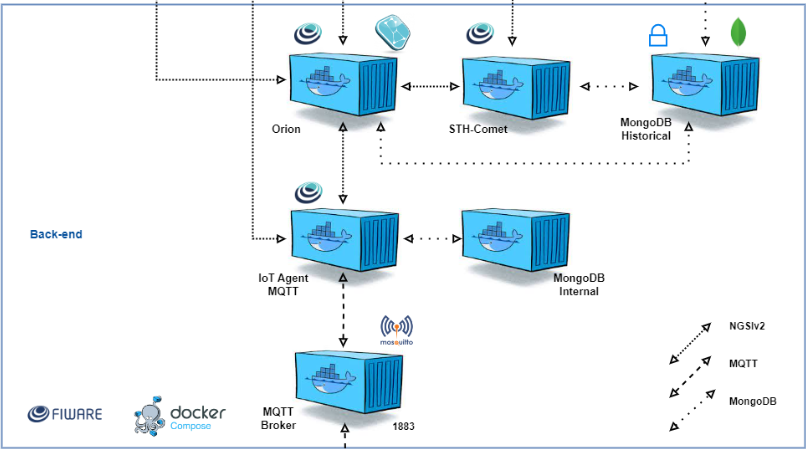 Orion
STH-Comet
MongoDB
Historical
Back-end
IoT Agent
MQTT
MongoDB
Internal
mosquitto
NGSIv2
MQTT
MongoDB
FIWARE
docker
Compose
MQTT
Broker
1883